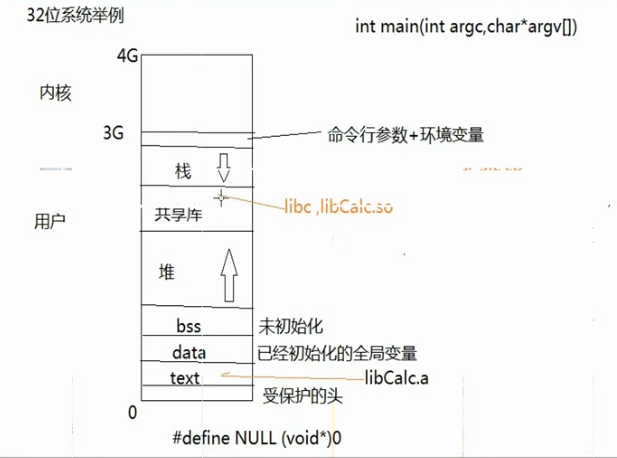 32位系统举例
int main(int argc,char*argv[])
4G
内核
3G
命令行参数+环境变量
栈
libc ,libCalc.so
共享库
用户
堆
bss
未初始化
data
已经初始化的全局变量
text
libCalc.a
受保护的头
0
#define NULL (void*)0